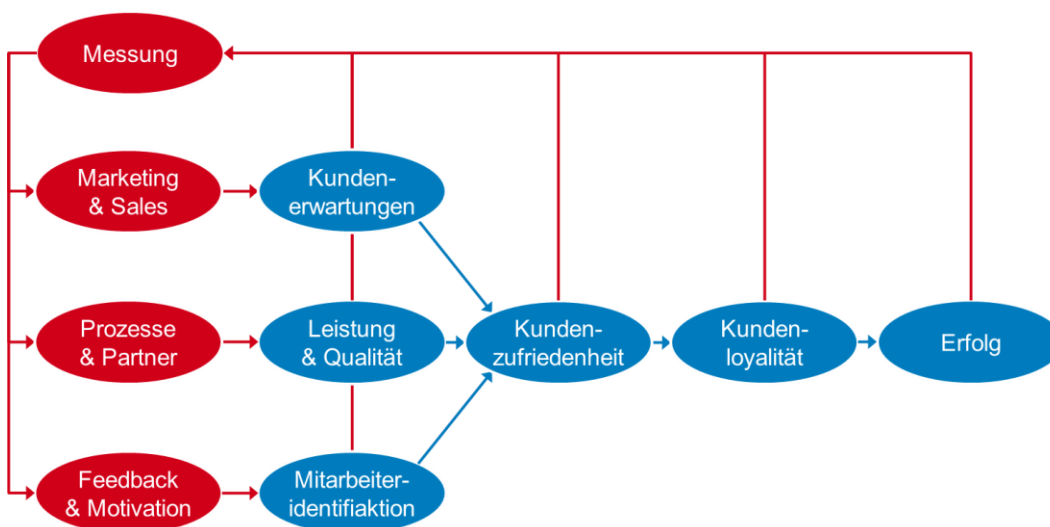 Messung
Marketing
& Sales
Kunden-
erwartungen
Prozesse
& Partner
Leistung
& Qualität
Kunden-
zufriedenheit
Kunden-
loyalität
Erfolg
Feedback
& Motivation
Mitarbeiter-
identifiaktion